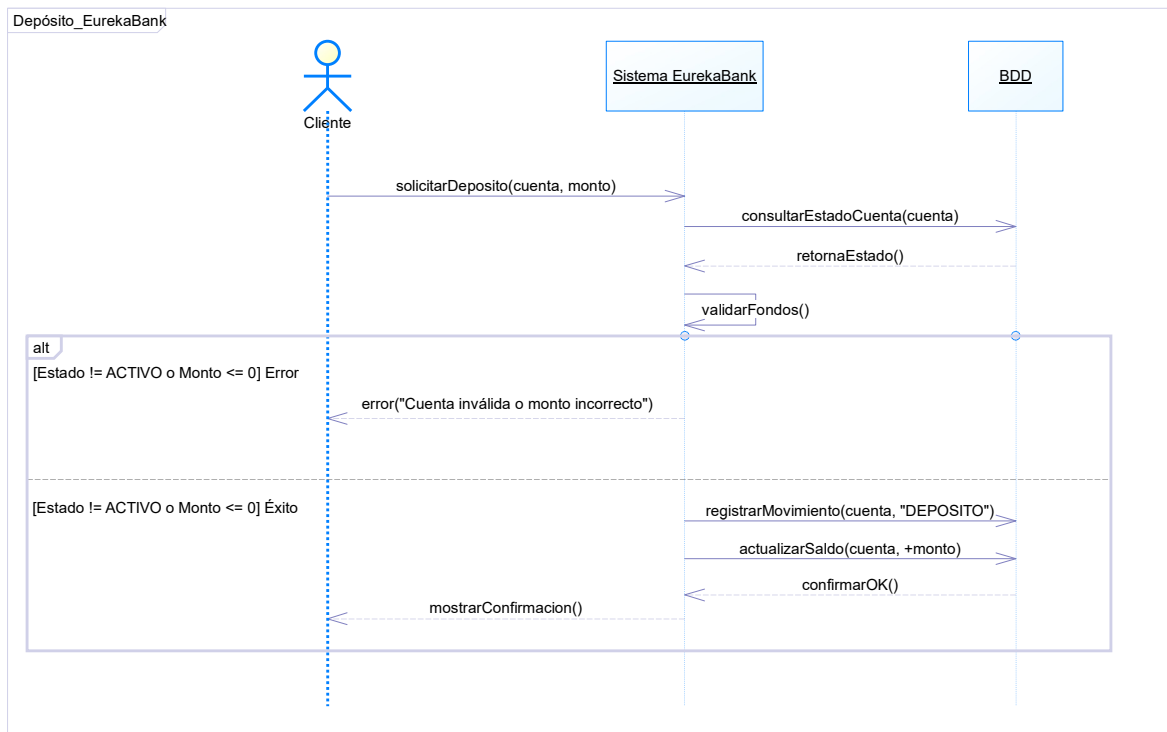 Depósito_EurekaBank
Sistema EurekaBank
BDD
Cliente
solicitarDeposito(cuenta, monto)
consultarEstadoCuenta(cuenta)
retornaEstado()
validarFondos()
alt
[Estado != ACTIVO o Monto <= 0] Error
error("Cuenta inválida o monto incorrecto")
[Estado != ACTIVO o Monto <= 0] Éxito
registrarMovimiento(cuenta, "DEPOSITO")
actualizarSaldo(cuenta, +monto)
confirmarOK()
mostrarConfirmacion()